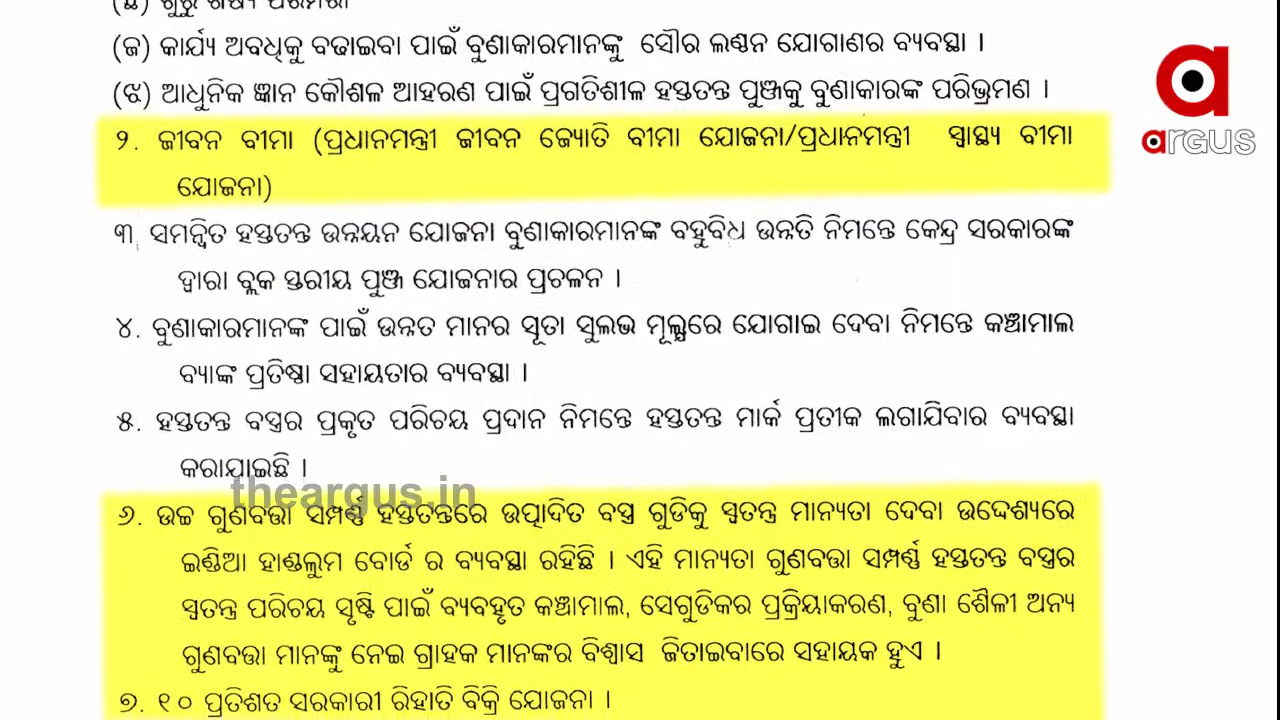 (ଛ) ଗୁରୁ ଶିଷ୍ୟ ପରମ୍ପରା
(ଜ) କାର୍ଯ୍ୟ ଅବଧିକୁ ବଢାଇବା ପାଇଁ ବୁଣାକାରମାନଙ୍କୁ ସୌର ଲଣ୍ଠନ ଯୋଗାଣର ବ୍ୟବସ୍ଥା ।
(ଝ) ଆଧୁନିକ ଜ୍ଞାନ କୌଶଳ ଆହରଣ ପାଇଁ ପ୍ରଗତିଶୀଳ ହସ୍ତତନ୍ତ ପୁଞ୍ଜକୁ ବୁଣାକାରଙ୍କ ପରିଭ୍ରମଣ ।
argus
୨. ଜୀବନ ବୀମା (ପ୍ରଧାନମନ୍ତ୍ରୀ ଜୀବନ ଜ୍ୟୋତି ବୀମା ଯୋଜନା/ପ୍ରଧାନମନ୍ତ୍ରୀ ସ୍ୱାସ୍ଥ୍ୟ ବୀମା
ଯୋଜନା)
୩. ସମନ୍ୱିତ ହସ୍ତତନ୍ତ ଉନ୍ନୟନ ଯୋଜନା ବୁଣାକାରମାନଙ୍କ ବହୁବିଧ ଉନ୍ନତି ନିମନ୍ତେ କେନ୍ଦ୍ର ସରକାରଙ୍କ
ଦ୍ୱାରା ବ୍ଲକ ସ୍ତରୀୟ ପୁଞ୍ଜ ଯୋଜନାର ପ୍ରଚଳନ ।
୪. ବୁଣାକାରମାନଙ୍କ ପାଇଁ ଉନ୍ନତ ମାନର ସୂତା ସୁଲଭ ମୂଲ୍ଯରେ ଯୋଗାଇ ଦେବା ନିମନ୍ତେ କଞ୍ଚାମାଲ
ବ୍ୟାଙ୍କ ପ୍ରତିଷ୍ଠା ସହାୟତାର ବ୍ୟବସ୍ଥା ।
୫. ହସ୍ତତନ୍ତ ବସ୍ତ୍ରର ପ୍ରକୃତ ପରିଚୟ ପ୍ରଦାନ ନିମନ୍ତେ ହସ୍ତତନ୍ତ ମାର୍କ ପ୍ରତୀକ ଲଗାଯିବାର ବ୍ୟବସ୍ଥା
କରାଯାଇଛି ।
theargus.in
୬. ଉଚ୍ଚ ଗୁଣବତ୍ତା ସମ୍ପର୍ଣ୍ଣ ହସ୍ତତନ୍ତରେ ଉତ୍ପାଦିତ ବସ୍ତ୍ର ଗୁଡିକୁ ସ୍ୱତନ୍ତ୍ର ମାନ୍ୟତା ଦେବା ଉଦ୍ଦେଶ୍ୟରେ
ଇଣ୍ଡିଆ ହାଣ୍ଡଲୁମ ବୋର୍ଡ ର ବ୍ୟବସ୍ଥା ରହିଛି । ଏହି ମାନ୍ୟତା ଗୁଣବତ୍ତା ସମ୍ପର୍ଣ୍ଣ ହସ୍ତତନ୍ତ ବସ୍ତ୍ରର
ସ୍ୱତନ୍ତ୍ର ପରିଚୟ ସୃଷ୍ଟି ପାଇଁ ବ୍ୟବହୃତ କଞ୍ଚାମାଲ, ସେଗୁଡିକର ପ୍ରକ୍ରିୟାକରଣ, ବୁଣା ଶୈଳୀ ଅନ୍ୟ
ଗୁଣବତ୍ତା ମାନଙ୍କୁ ନେଇ ଗ୍ରାହକ ମାନଙ୍କର ବିଶ୍ୱାସ ଜିତାଇବାରେ ସହାୟକ ହୁଏ ।
୭. ୧୦ ପ୍ରତିଶତ ସରକାରୀ ରିହାତି ବିକ୍ରି ଯୋଜନା ।